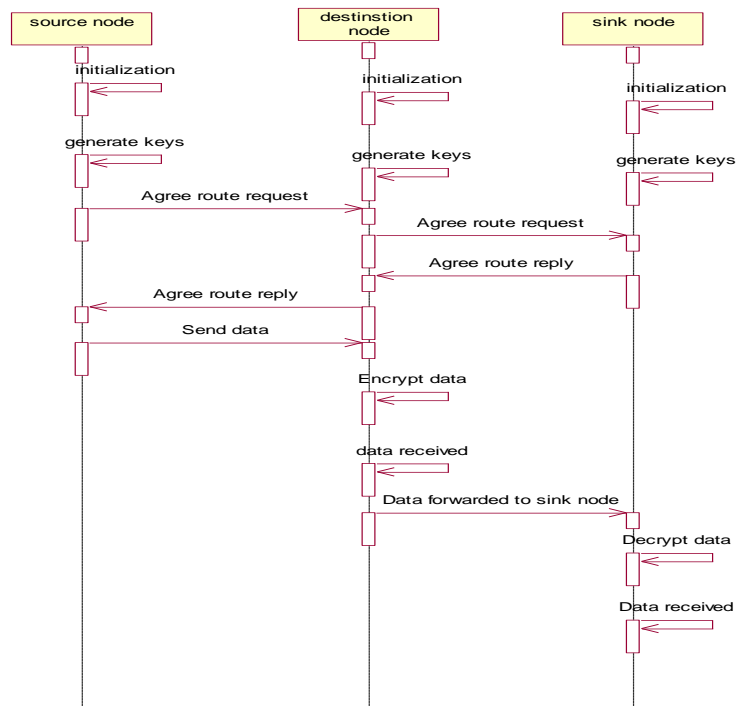 source node
destinstion
node
sink node
initialization
initialization
initialization
generate keys
generate keys
generate keys
Agree route request
Agree route request
Agree route reply
Agree route reply
Send data
Encrypt data
data received
Data forwarded to sink node
Decrypt data
Data received